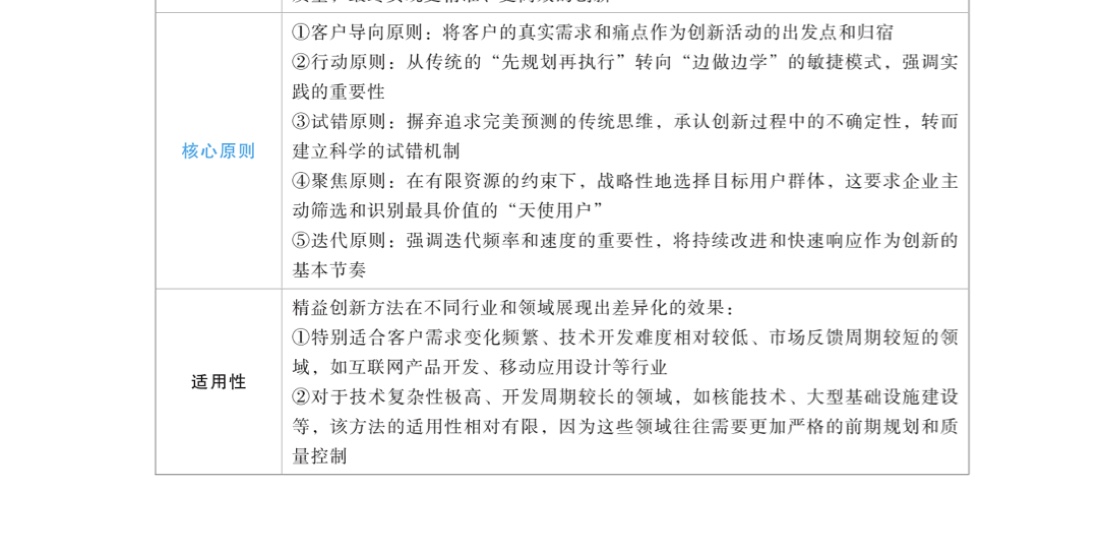 ①客户导向原则：将客户的真实需求和痛点作为创新活动的出发点和归宿
②行动原则：从传统的“先规划再执行”转向“边做边学”的敏捷模式，强调实
践的重要性
③试错原则：摒弃追求完美预测的传统思维，承认创新过程中的不确定性，转而
核心原则
建立科学的试错机制
④聚焦原则：在有限资源的约束下，战略性地选择目标用户群体，这要求企业主
动筛选和识别最具价值的“天使用户”
⑤迭代原则：强调迭代频率和速度的重要性，将持续改进和快速响应作为创新的
基本节奏
精益创新方法在不同行业和领域展现出差异化的效果：
①特别适合客户需求变化频繁、技术开发难度相对较低、市场反馈周期较短的领
域，如互联网产品开发、移动应用设计等行业
适用性
②对于技术复杂性极高、开发周期较长的领域，如核能技术、大型基础设施建设
等，该方法的适用性相对有限，因为这些领域往往需要更加严格的前期规划和质
量控制